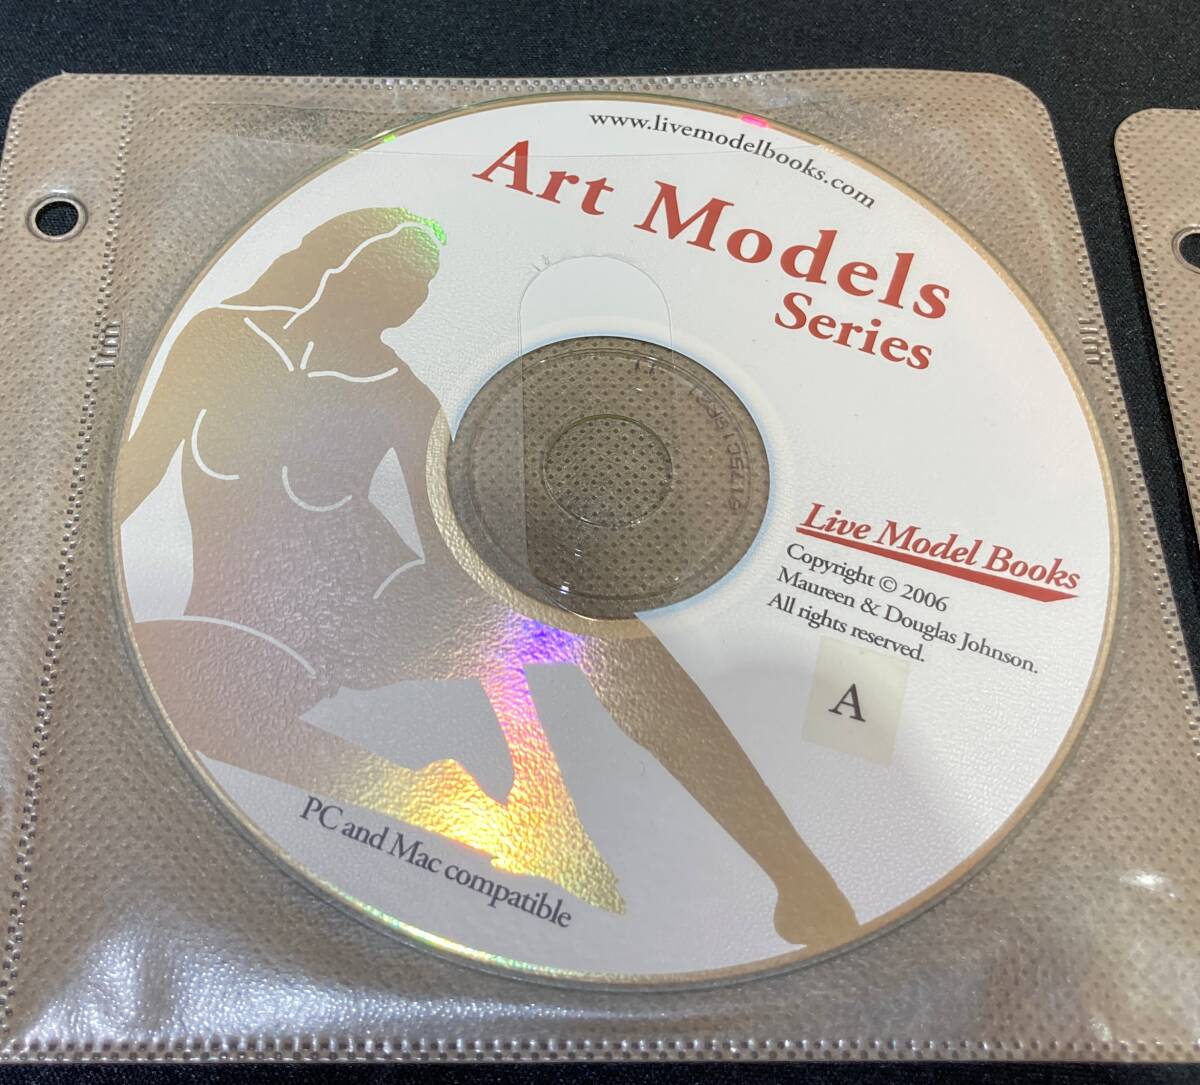 www.livemodelbooks.com
Art Models
Series
Live Model Books
Copyright © 2006
Maureen & Douglas Johnson.
All rights reserved.
A
PC and Mac compatible